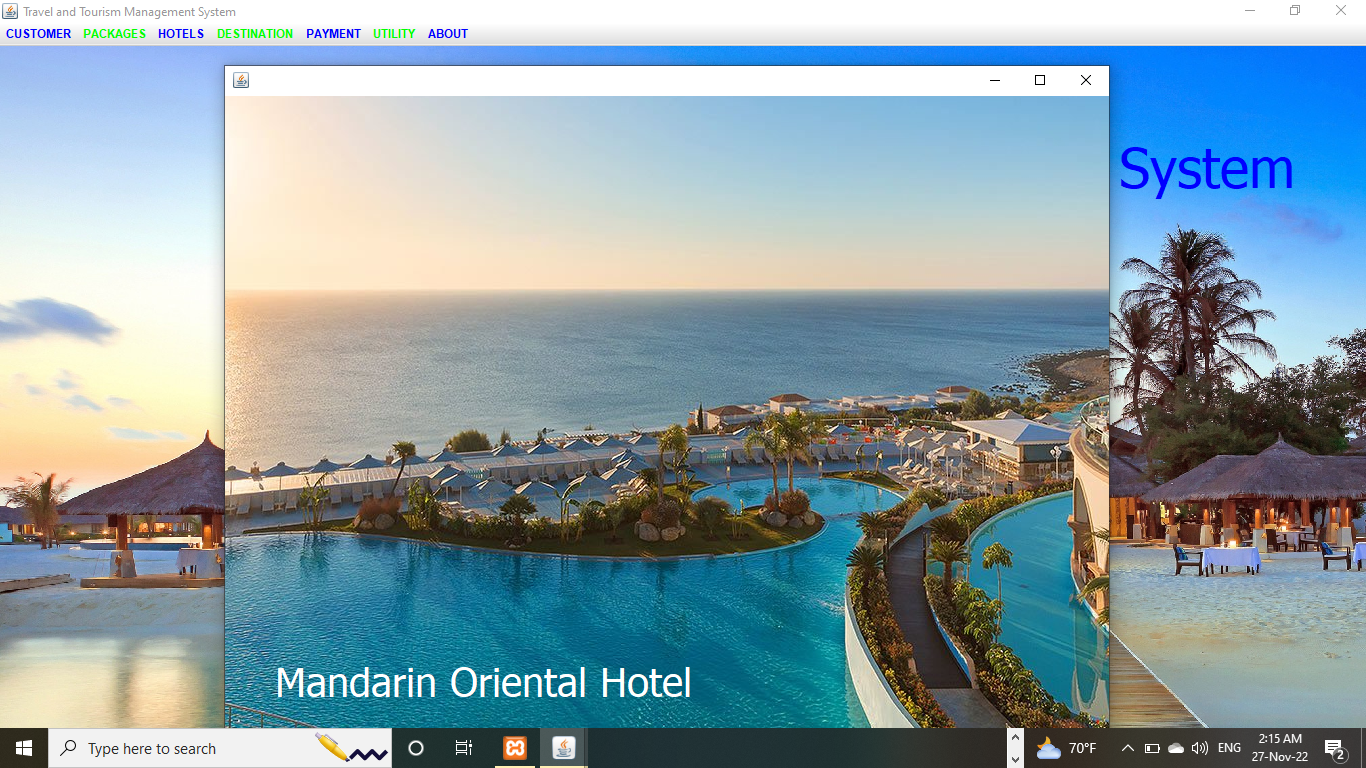 Travel and Tourism Management System
CUSTOMER PACKAGES HOTELS DESTINATION PAYMENT UTILITY ABOUT
System
Mandarin Oriental Hotel
Type here to search
70°F
ENG
2:15 AM
27-Nov-22
2